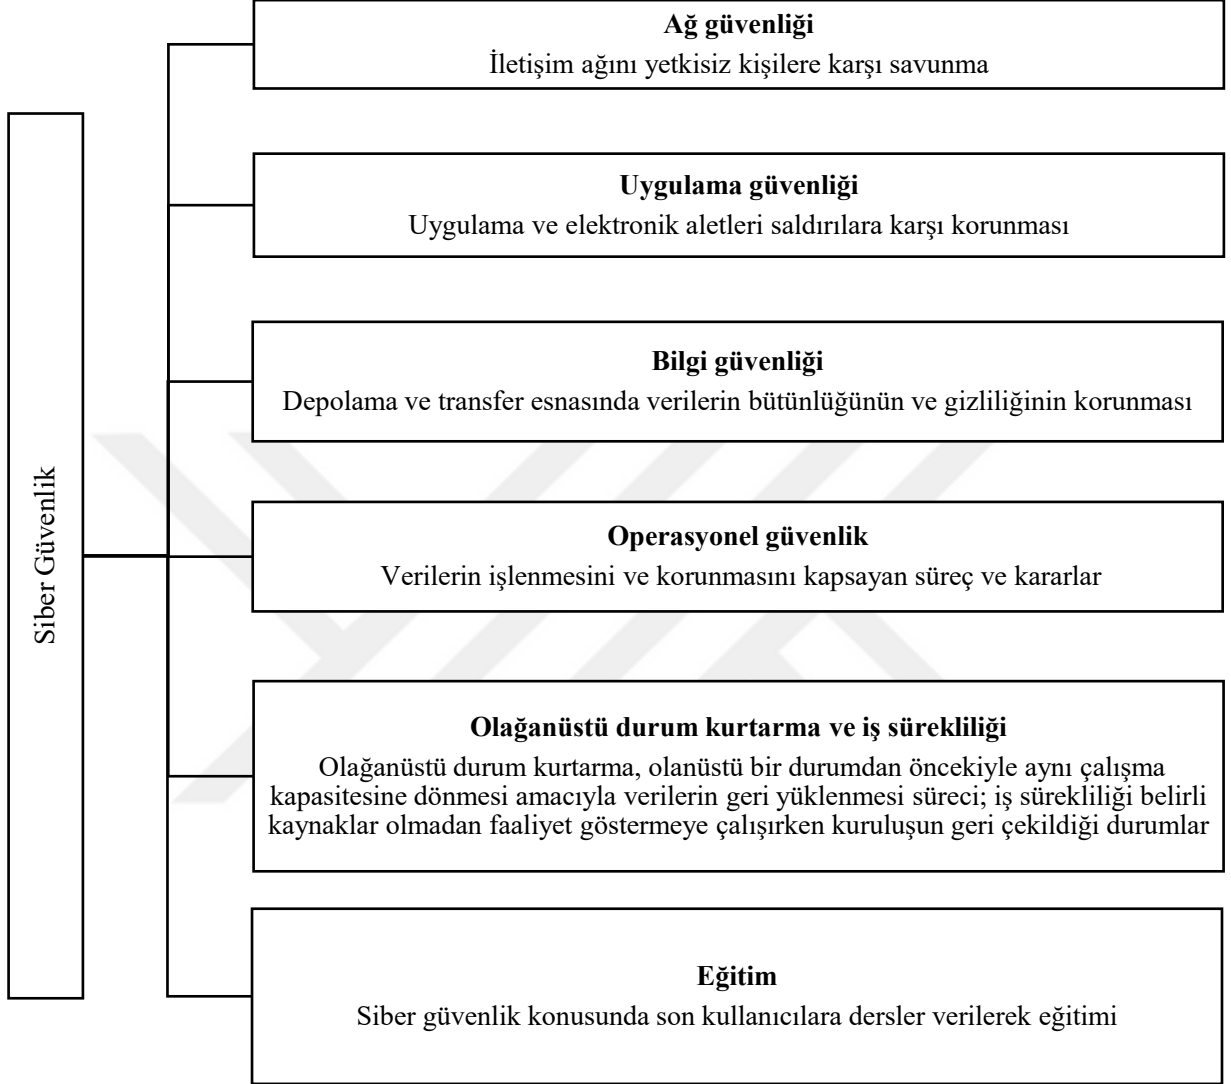 Ağ güvenliği
İletişim ağını yetkisiz kişilere karşı savunma
Uygulama güvenliği
Uygulama ve elektronik aletleri saldırılara karşı korunması
Bilgi güvenliği
Depolama ve transfer esnasında verilerin bütünlüğünün ve gizliliğinin korunması
Siber Güvenlik
Operasyonel güvenlik
Verilerin işlenmesini ve korunmasını kapsayan süreç ve kararlar
Olağanüstü durum kurtarma ve iş sürekliliği
Olağanüstü durum kurtarma, olanüstü bir durumdan öncekiyle aynı çalışma
kapasitesine dönmesi amacıyla verilerin geri yüklenmesi süreci; iş sürekliliği belirli
kaynaklar olmadan faaliyet göstermeye çalışırken kuruluşun geri çekildiği durumlar
Eğitim
Siber güvenlik konusunda son kullanıcılara dersler verilerek eğitimi